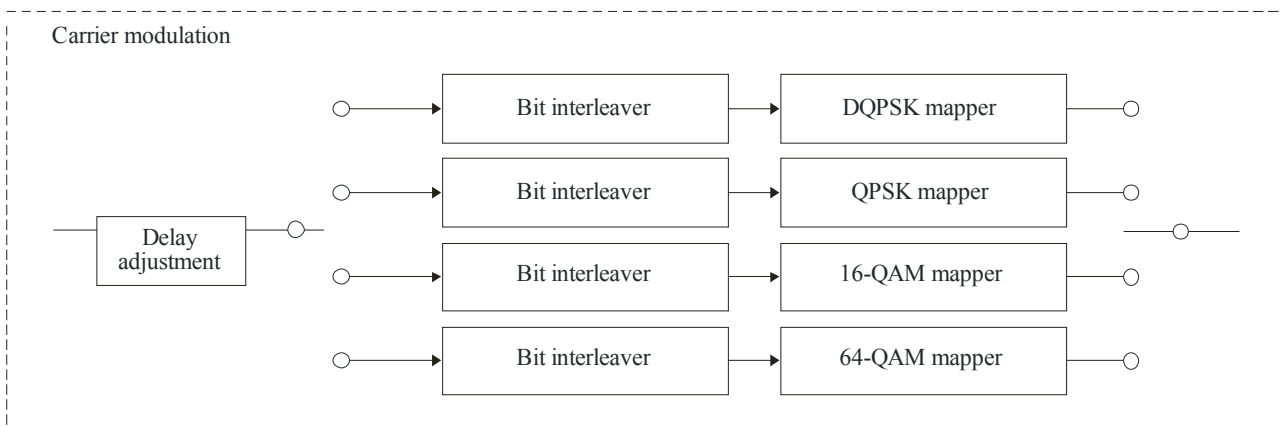 Carrier modulation
Bit interleaver
DQPSK mapper
Bit interleaver
QPSK mapper
Delay
adjustment
Bit interleaver
16-QAM mapper
Bit interleaver
64-QAM mapper